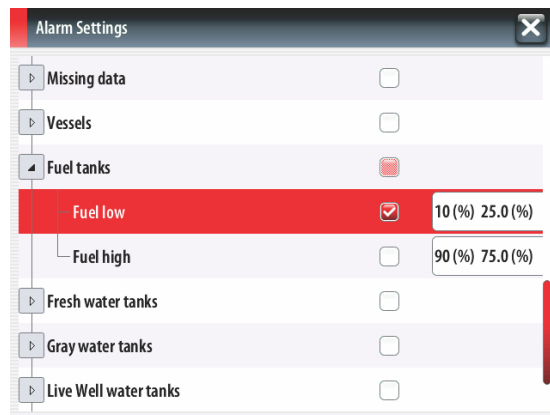 Alarm Settings
Missing data
Vessels
Fuel tanks
Fuel low 10 (%) 25.0 (%)
Fuel high 90 (%) 75.0 (%)
Fresh water tanks
Gray water tanks
Live Well water tanks